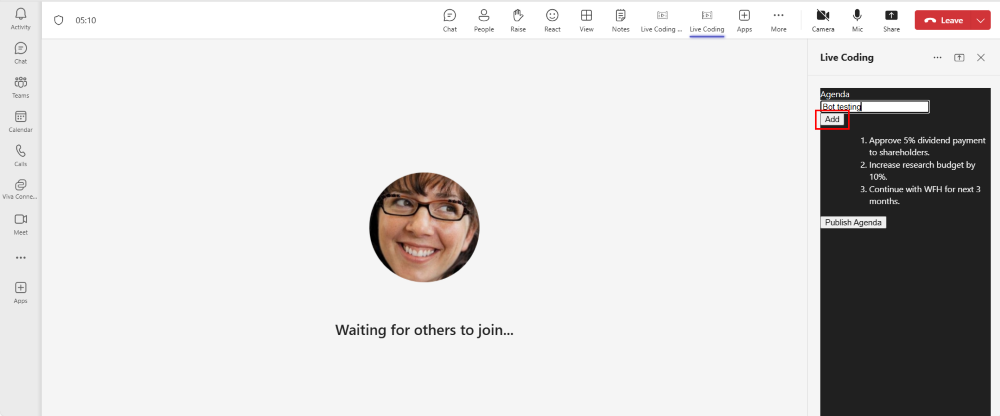 Activity
Chat
Teams
Calendar
Calls
Viva Conne...
Meet
Apps
05:10
Chat
People
Raise
React
View
Notes
Live Coding ...
Live Coding
Apps
More
Camera
Mic
Share
Leave
Waiting for others to join...
Live Coding
Agenda
Bot testing
Add
1. Approve 5% dividend payment
to shareholders.
2. Increase research budget by
10%.
3. Continue with WFH for next 3
months.
Publish Agenda